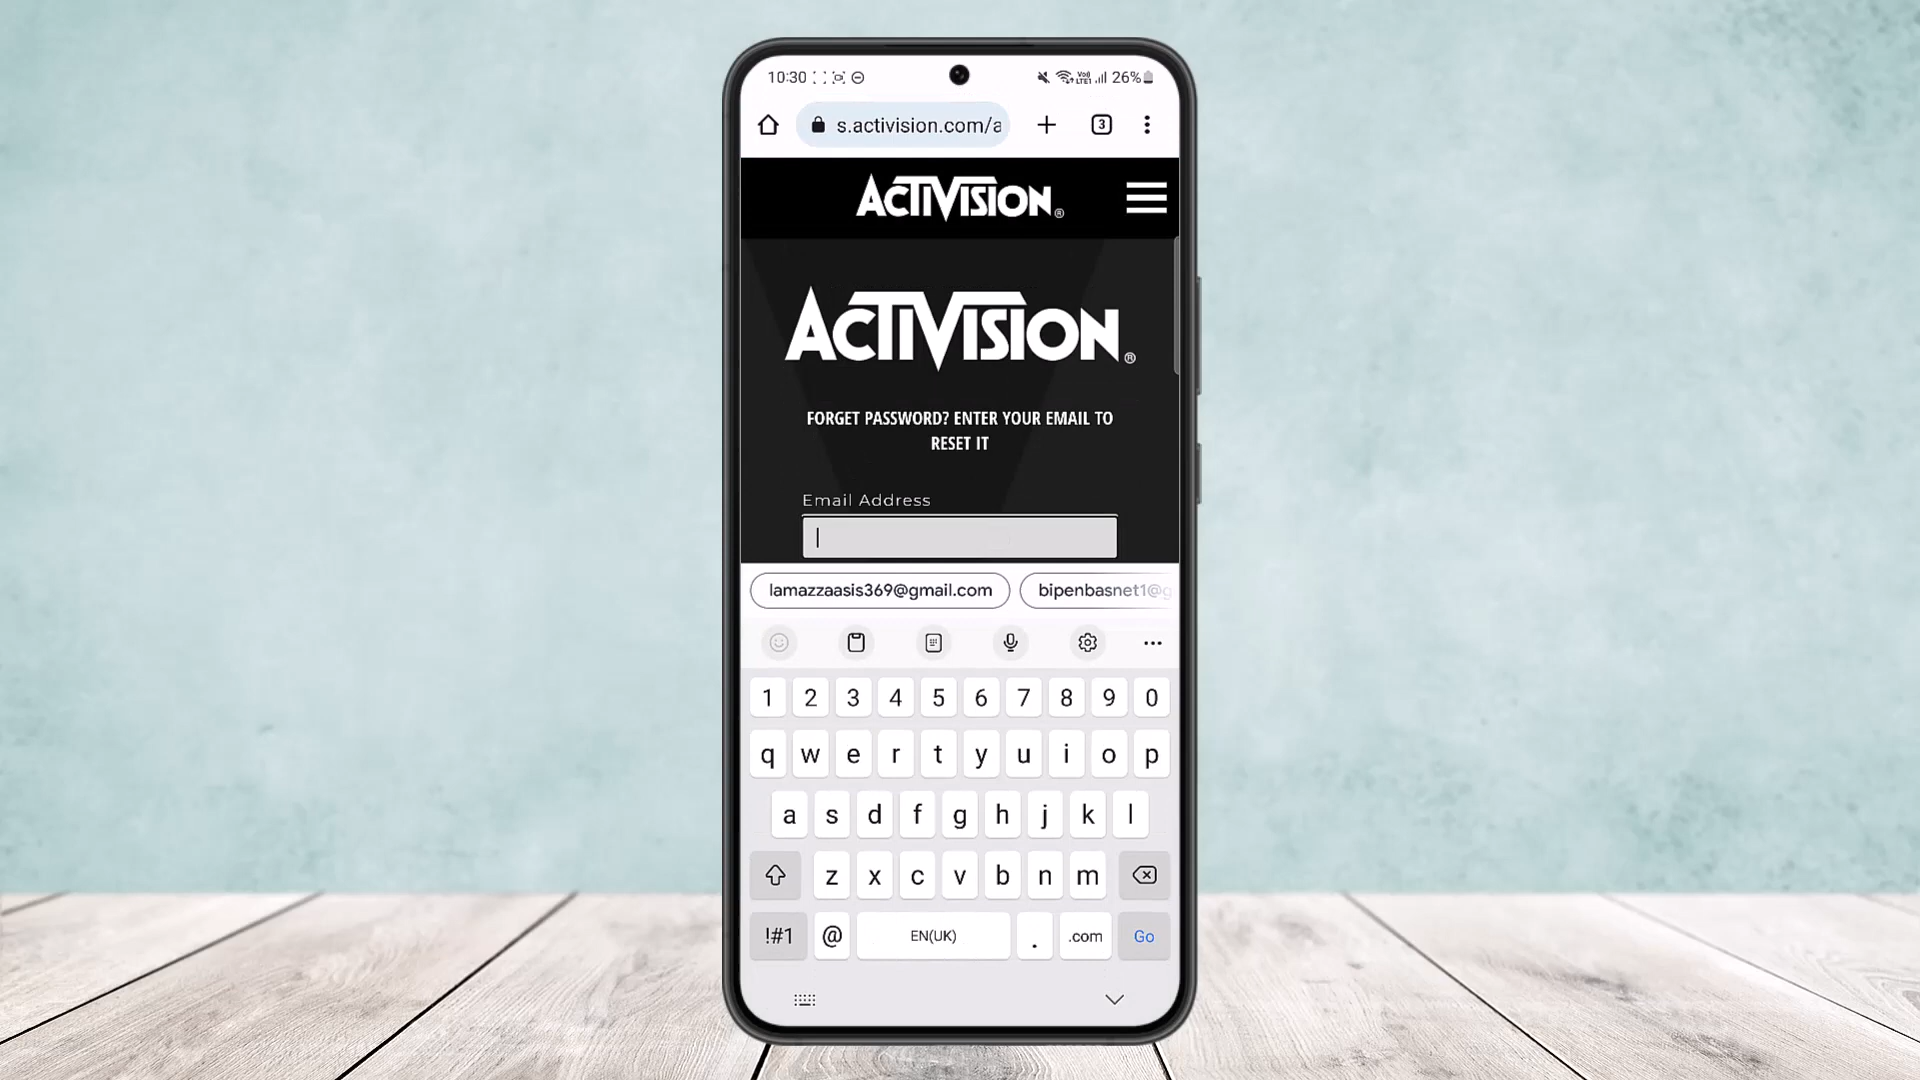 10:30 26%
s.activision.com/a 3
ACTIVISION®
ACTIVISION®
FORGET PASSWORD? ENTER YOUR EMAIL TO
RESET IT
Email Address
lamazzaasis369@gmail.com bipenbasnet1@g
1 2 3 4 5 6 7 8 9 0
q w e r t y u i o p
a s d f g h j k l
z x c v b n m
!#1 @ EN(UK) . .com Go